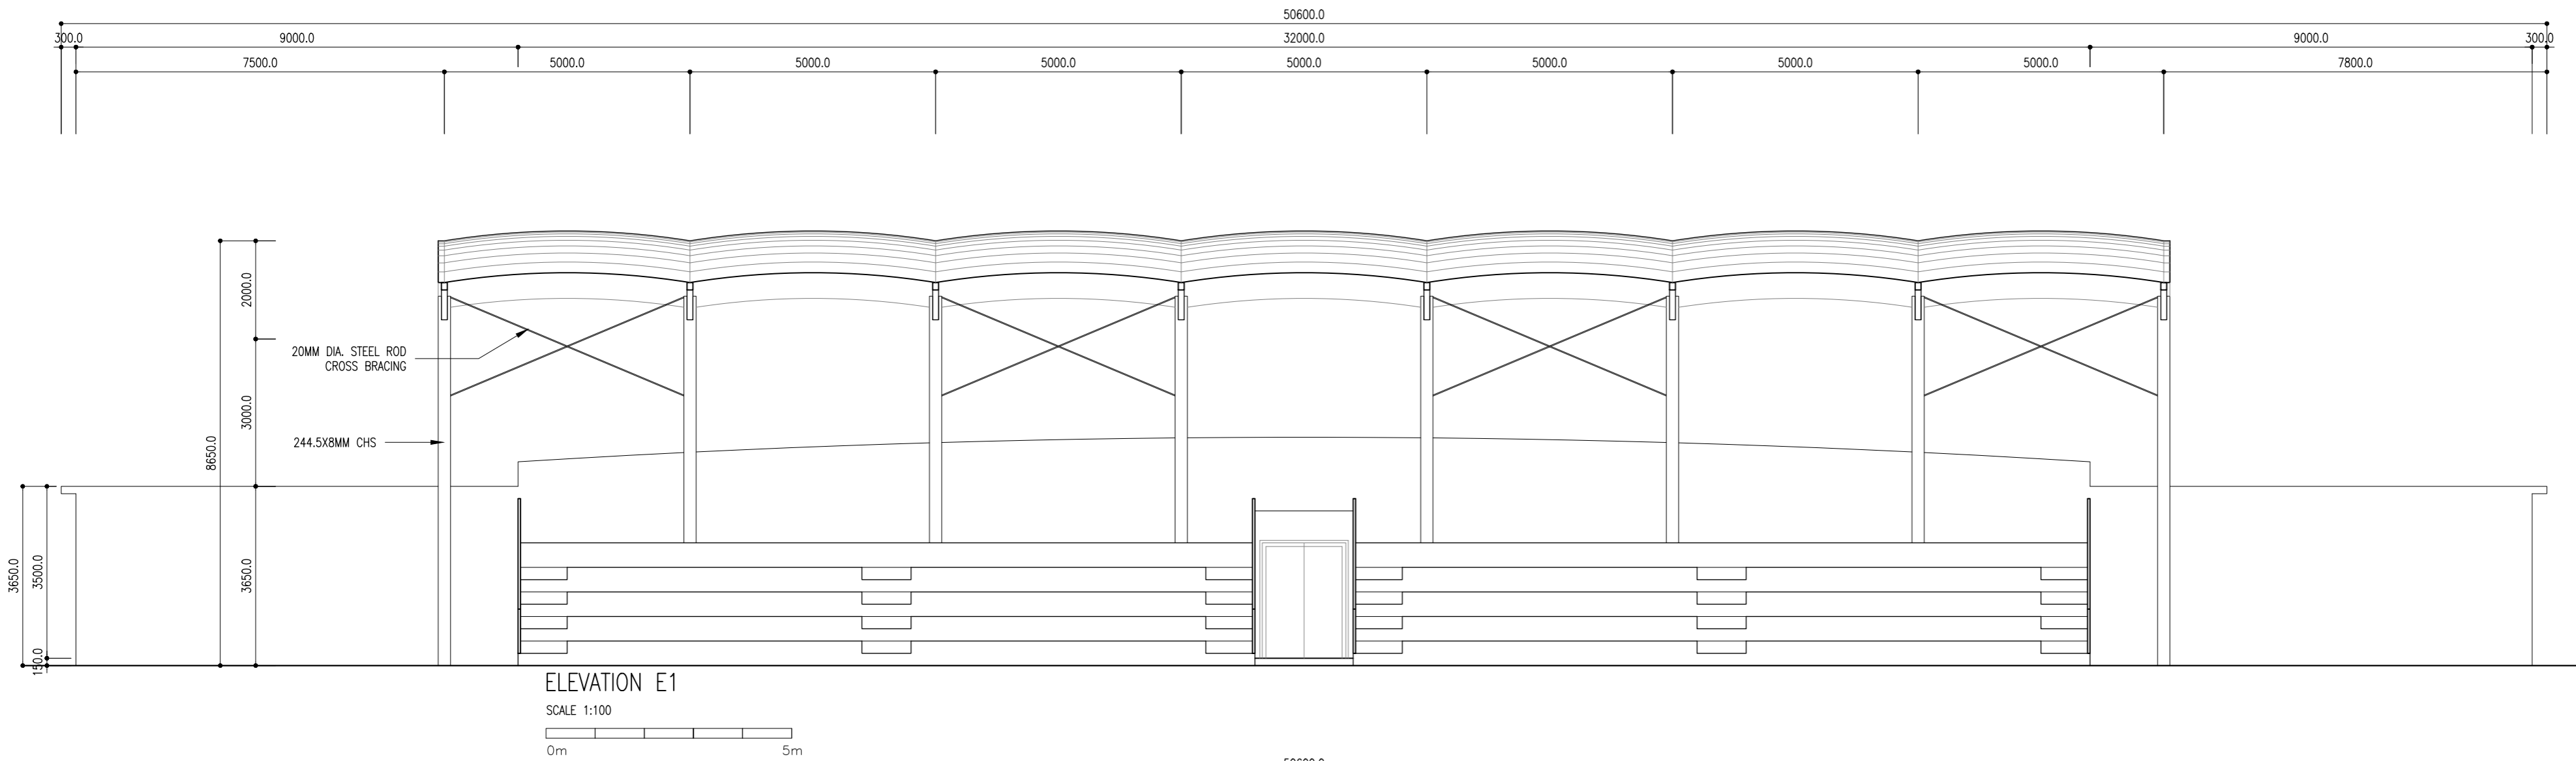 50600.0
300.0 9000.0 32000.0 9000.0 300.0
7500.0 5000.0 5000.0 5000.0 5000.0 5000.0 5000.0 5000.0 7800.0
2000.0
20MM DIA. STEEL ROD
CROSS BRACING
3000.0
244.5X8MM CHS
8650.0
3650.0
3500.0
3650.0
150.0
ELEVATION E1
SCALE 1:100
0m 5m